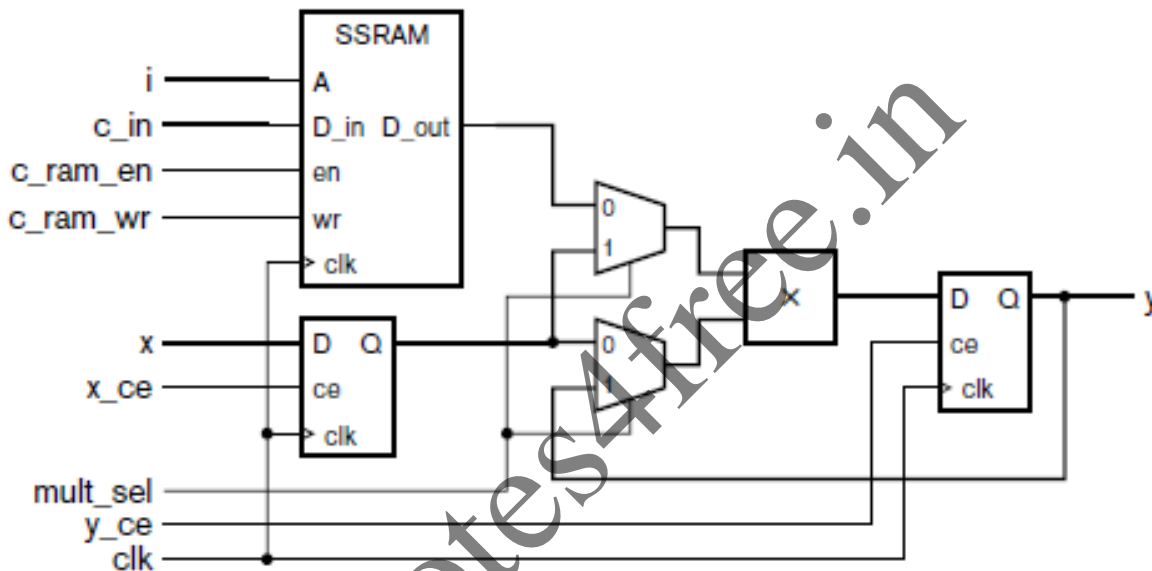 SSRAM
i
A
c_in
D_in D_out
c_ram_en
en
c_ram_wr
wr
clk
0
1
×
x
D Q
x_ce
ce
clk
0
1
D Q
y
ce
clk
mult_sel
y_ce
clk
otes4free.in